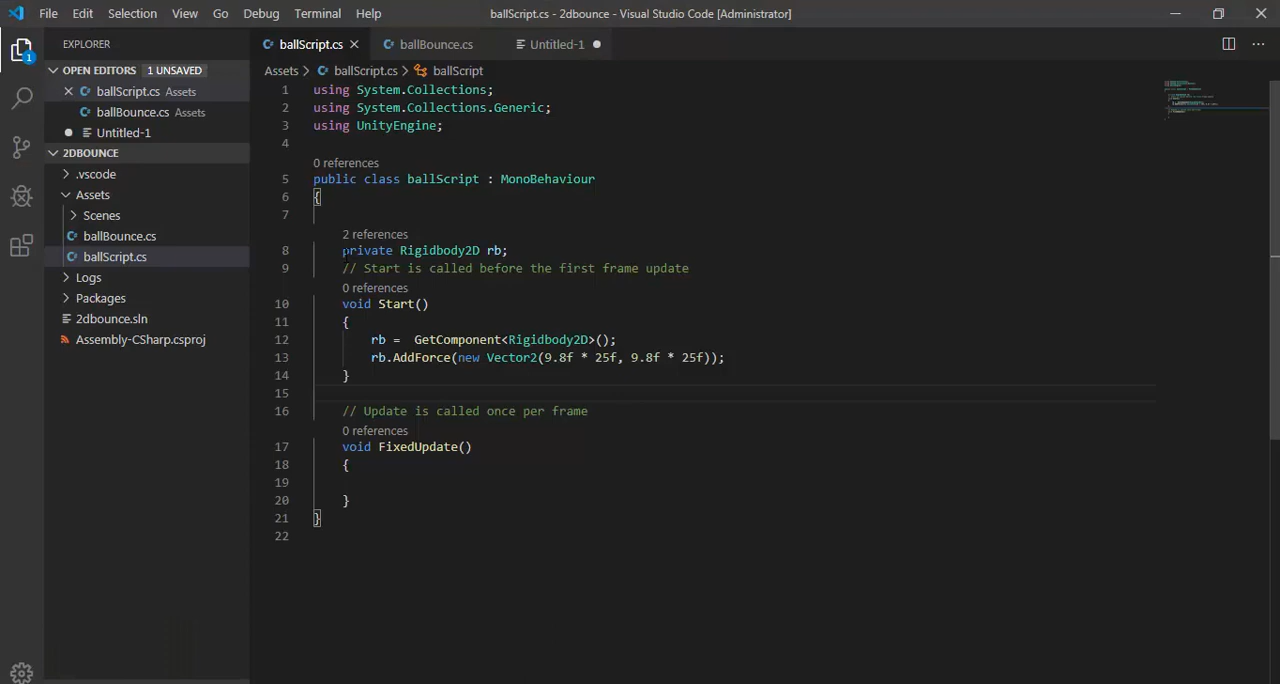 File Edit Selection View Go Debug Terminal Help
ballScript.cs - 2dbounce - Visual Studio Code [Administrator]
EXPLORER
ballScript.cs
ballBounce.cs
Untitled-1
1
OPEN EDITORS 1 UNSAVED
ballScript.cs Assets
ballBounce.cs Assets
Untitled-1
2DBOUNCE
.vscode
Assets
Scenes
ballBounce.cs
ballScript.cs
Logs
Packages
2dbounce.sln
Assembly-CSharp.csproj
Assets > ballScript.cs > ballScript
1 using System.Collections;
2 using System.Collections.Generic;
3 using UnityEngine;
4
0 references
5 public class ballScript : MonoBehaviour
6 {
7
2 references
8 private Rigidbody2D rb;
9 // Start is called before the first frame update
0 references
10 void Start()
11 {
12 rb =  GetComponent<Rigidbody2D>();
13 rb.AddForce(new Vector2(9.8f * 25f, 9.8f * 25f));
14 }
15
16 // Update is called once per frame
0 references
17 void FixedUpdate()
18 {
19
20 }
21 }
22